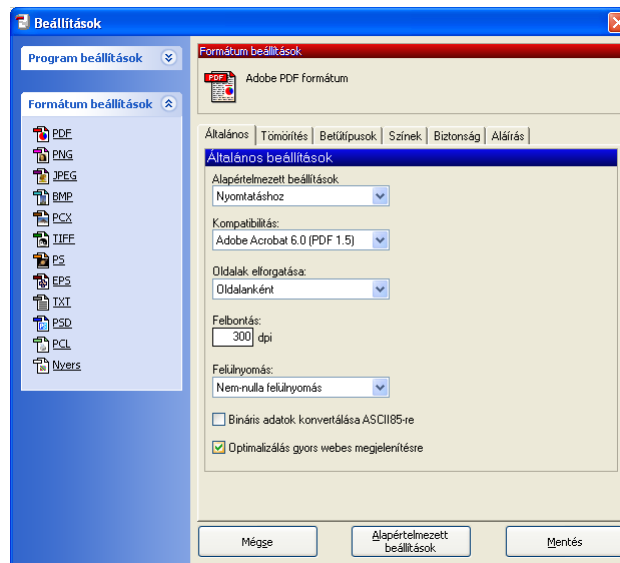 Beállítások
Program beállítások
Formátum beállítások
PDF
PNG
JPEG
BMP
PCX
TIFF
PS
EPS
TXT
PSD
PCL
Nyers
Formátum beállítások
PDF
Adobe PDF formátum
Általános
Tömörítés
Betűtípusok
Színek
Biztonság
Aláírás
Általános beállítások
Alapértelmezett beállítások
Nyomtatáshoz
Kompatibilitás:
Adobe Acrobat 6.0 (PDF 1.5)
Oldalak elforgatása:
Oldalanként
Felbontás:
300 dpi
Felülnyomás:
Nem-nulla felülnyomás
Bináris adatok konvertálása ASCII85-re
Optimalizálás gyors webes megjelenítésre
Mégse
Alapértelmezett
beállítások
Mentés